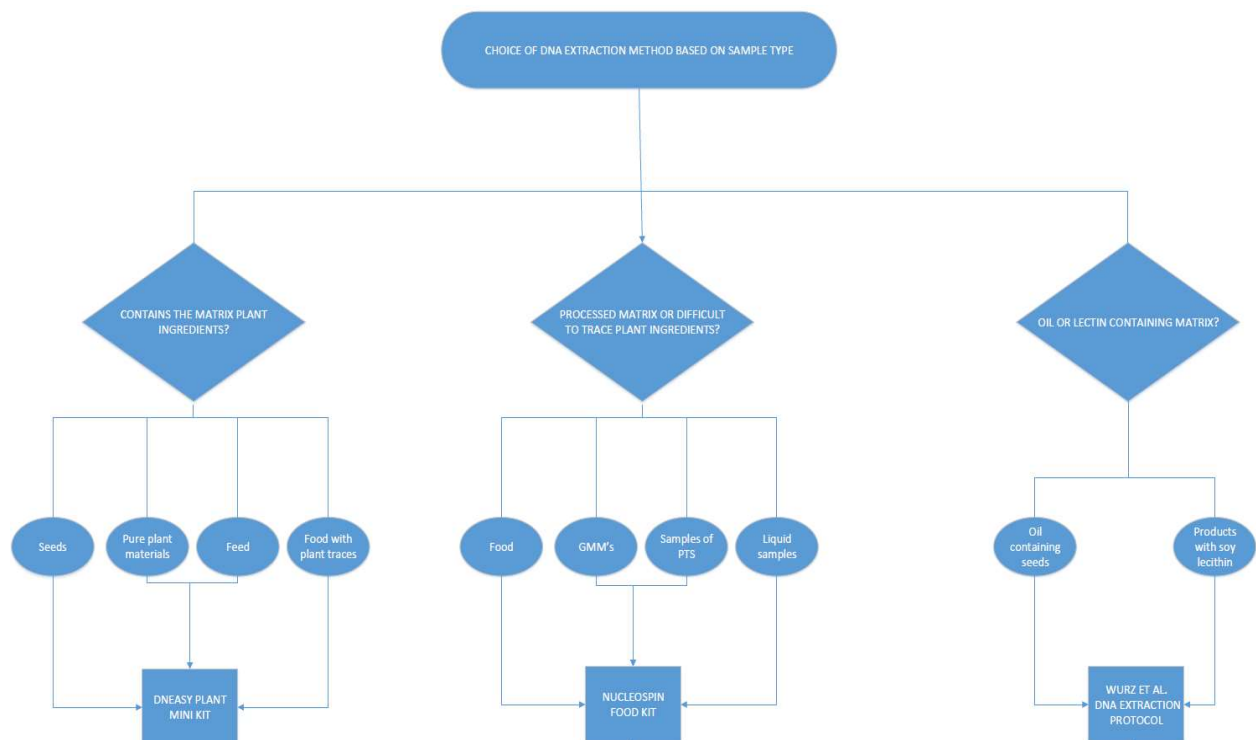 CHOICE OF DNA EXTRACTION METHOD BASED ON SAMPLE TYPE
CONTAINS THE MATRIX PLANT
INGREDIENTS?
PROCESSED MATRIX OR DIFFICULT
TO TRACE PLANT INGREDIENTS?
OIL OR LECTIN CONTAINING MATRIX?
Seeds
Pure plant
materials
Feed
Food with
plant traces
Food
GMM's
Samples of
PTS
Liquid
samples
Oil
containing
seeds
Products
with soy
lecithin
DNEASY PLANT
MINI KIT
NUCLEOSPIN
FOOD KIT
WURZ ET AL.
DNA EXTRACTION
PROTOCOL